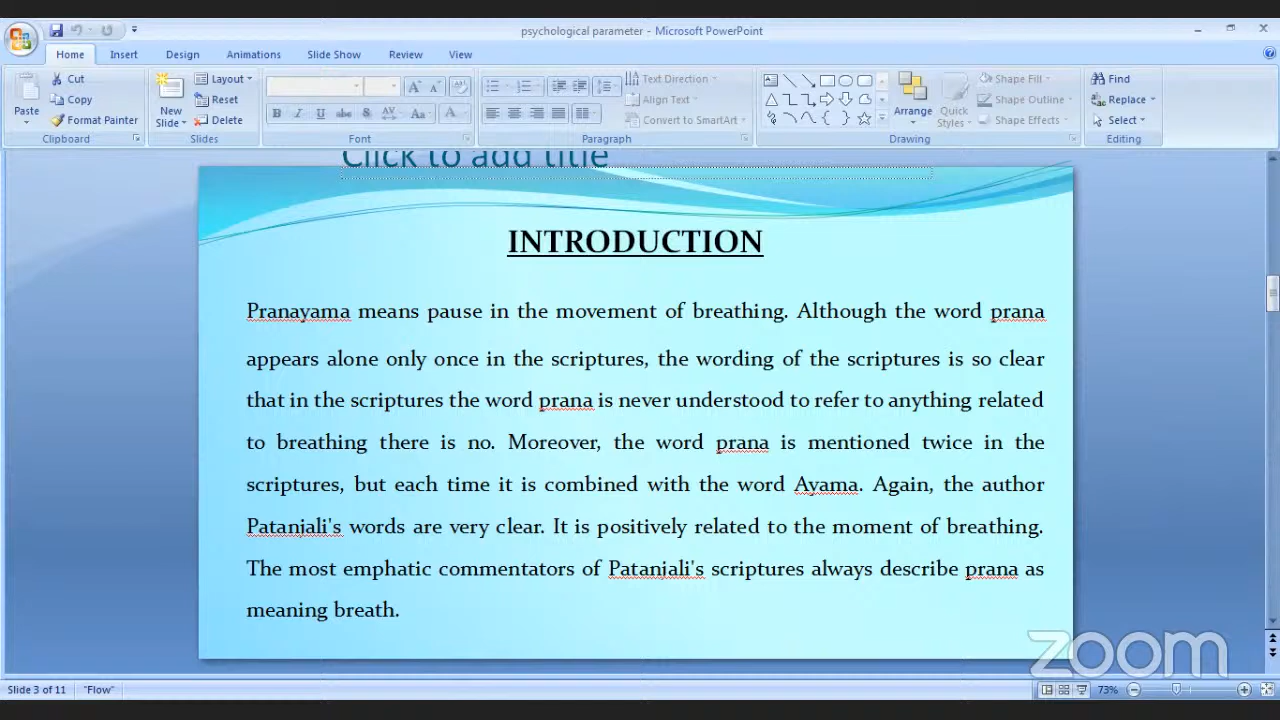 psychological parameter - Microsoft PowerPoint
Home Insert Design Animations Slide Show Review View
Paste
Cut
Copy
Format Painter
Clipboard
New Slide
Layout
Reset
Delete
Slides
B I U abc S AV Aa A
Font
Text Direction
Align Text
Convert to SmartArt
Paragraph
Arrange
Quick Styles
Shape Fill
Shape Outline
Shape Effects
Drawing
Find
Replace
Select
Editing
Click to add title
INTRODUCTION
Pranayama means pause in the movement of breathing. Although the word prana
appears alone only once in the scriptures, the wording of the scriptures is so clear
that in the scriptures the word prana is never understood to refer to anything related
to breathing there is no. Moreover, the word prana is mentioned twice in the
scriptures, but each time it is combined with the word Ayama. Again, the author
Patanjali's words are very clear. It is positively related to the moment of breathing.
The most emphatic commentators of Patanjali's scriptures always describe prana as
meaning breath.
zoom
Slide 3 of 11 "Flow" 73%